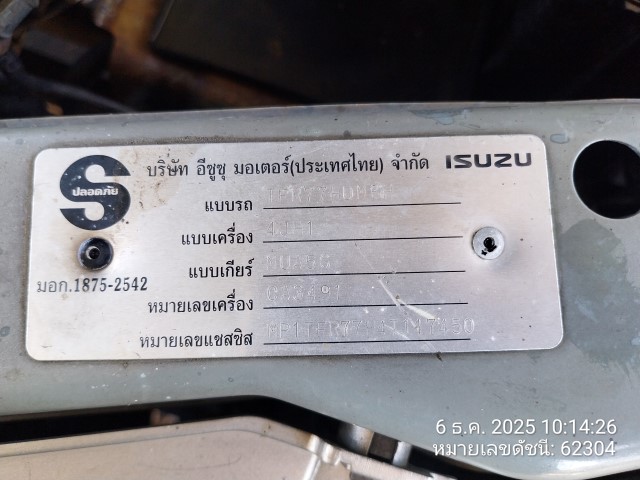 บริษัท อีซูซุ มอเตอร์(ประเทศไทย) จำกัด ISUZU
ปลอดภัย
แบบรถ
แบบเครื่อง 4JH1
แบบเกียร์
หมายเลขเครื่อง
หมายเลขแชสซิส
มอก.1875-2542
6 ธ.ค. 2025 10:14:26
หมายเลขดัชนี: 62304